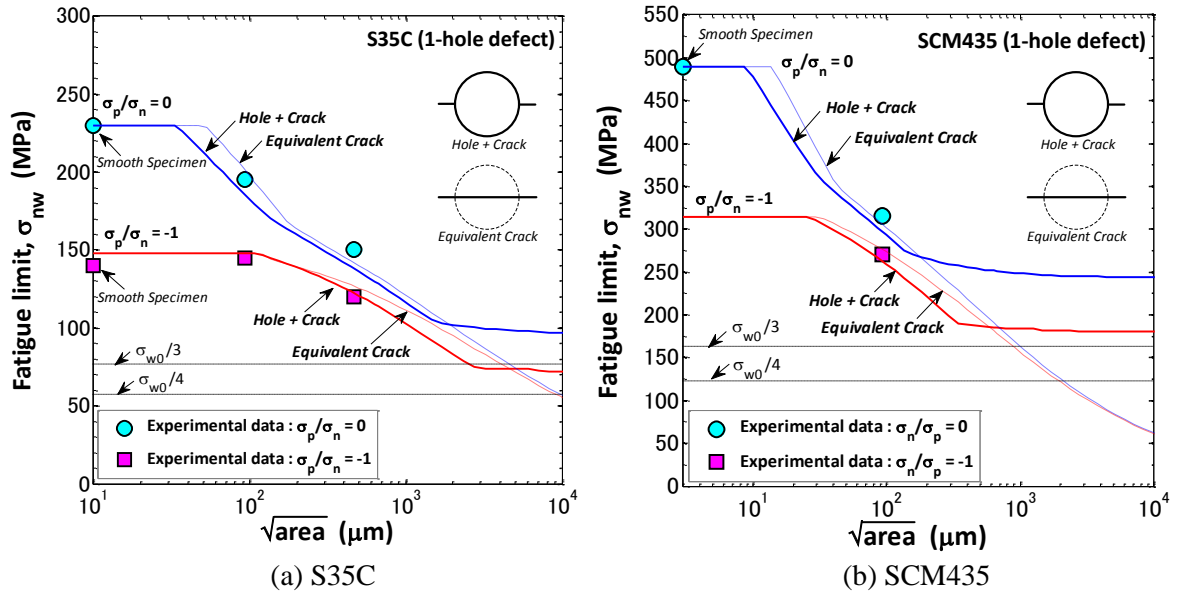 S35C (1-hole defect)
Smooth Specimen
σp/σn = 0
Hole + Crack
Equivalent Crack
Hole + Crack
Equivalent Crack
Smooth Specimen
σp/σn = -1
Smooth Specimen
Hole + Crack
Equivalent Crack
σw0/3
σw0/4
Experimental data : σp/σn = 0
Experimental data : σp/σn = -1
Fatigue limit, σnw (MPa)
300
250
200
150
100
50
0
10^1
10^2
10^3
10^4
√area (μm)
(a) S35C
SCM435 (1-hole defect)
Smooth Specimen
σp/σn = 0
Hole + Crack
Equivalent Crack
Hole + Crack
Equivalent Crack
σp/σn = -1
Hole + Crack
Equivalent Crack
σw0/3
σw0/4
Experimental data : σn/σp = 0
Experimental data : σn/σp = -1
Fatigue limit, σnw (MPa)
550
500
450
400
350
300
250
200
150
100
50
0
10^1
10^2
10^3
10^4
√area (μm)
(b) SCM435